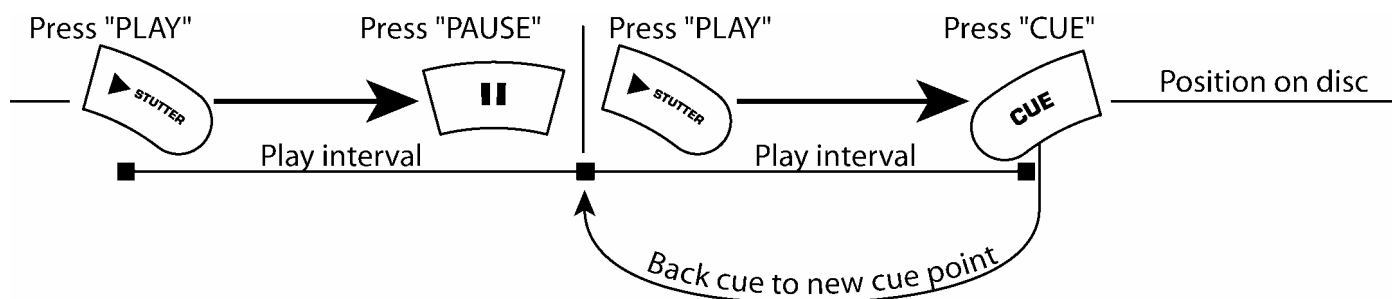 Press "PLAY"
Press "PAUSE"
Press "PLAY"
Press "CUE"
STUTTER
STUTTER
CUE
Position on disc
Play interval
Play interval
Back cue to new cue point